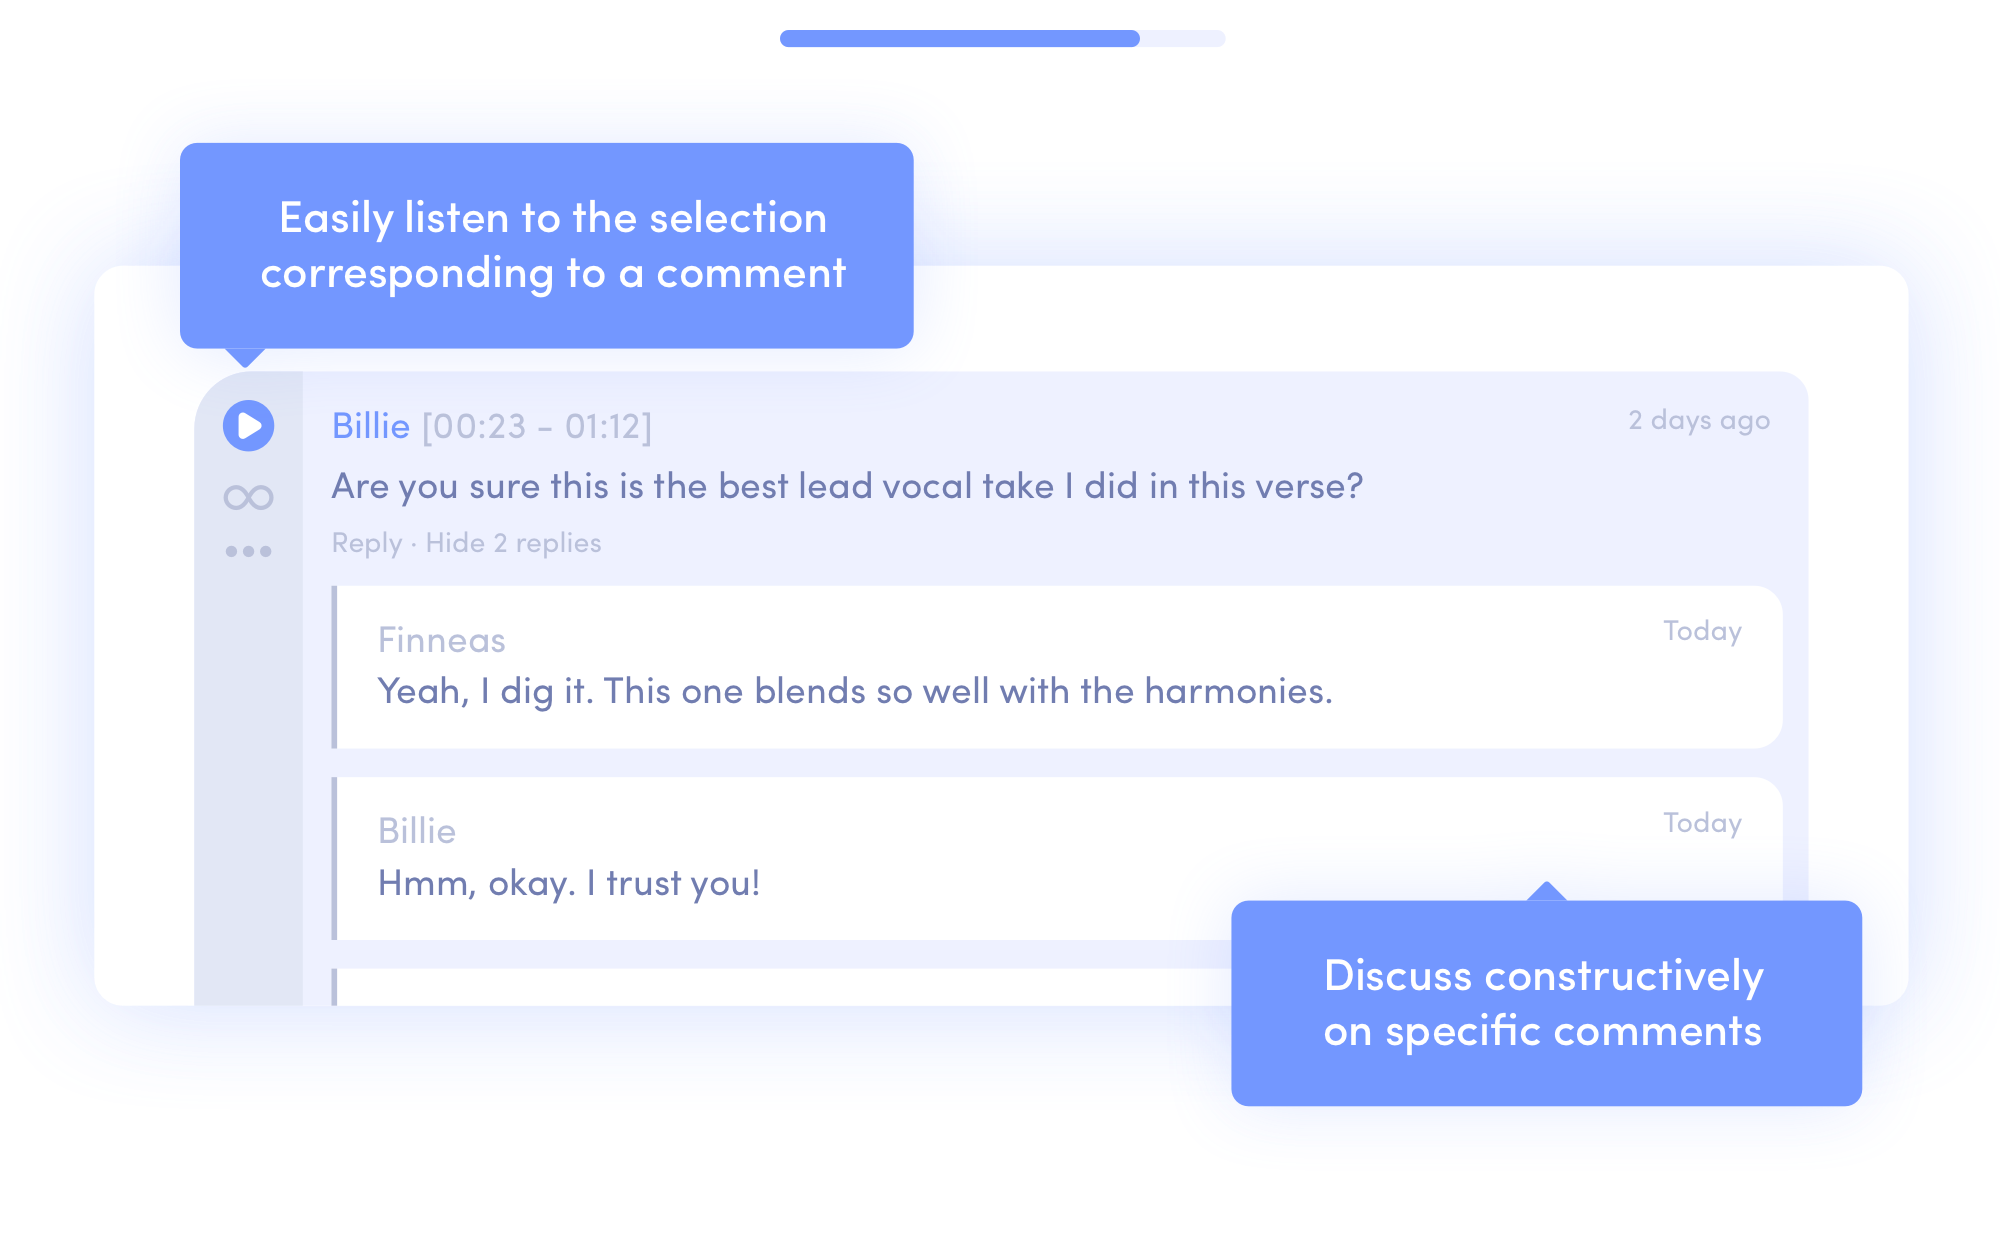 Easily listen to the selection
corresponding to a comment
Billie [00:23 – 01:12]
2 days ago
Are you sure this is the best lead vocal take I did in this verse?
Reply · Hide 2 replies
Finneas
Today
Yeah, I dig it. This one blends so well with the harmonies.
Billie
Today
Hmm, okay. I trust you!
Discuss constructively
on specific comments